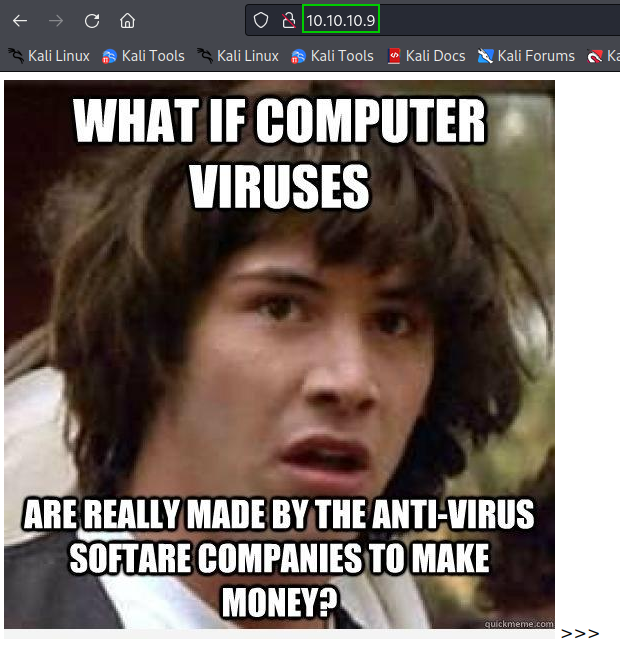 10.10.10.9
Kali Linux Kali Tools Kali Linux Kali Tools Kali Docs Kali Forums Ka
WHAT IF COMPUTER
VIRUSES
ARE REALLY MADE BY THE ANTI-VIRUS
SOFTARE COMPANIES TO MAKE
MONEY?
quickmeme.com
>>>